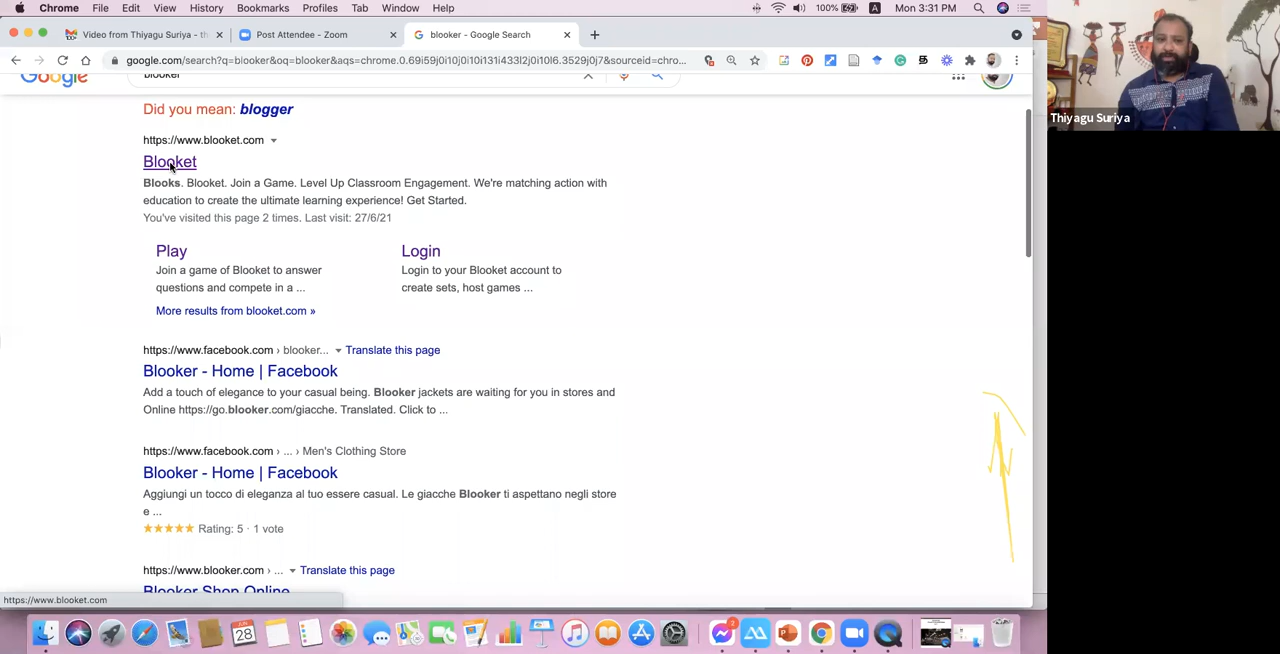 Chrome File Edit View History Bookmarks Profiles Tab Window Help 100% A Mon 3:31 PM
Video from Thiyagu Suriya - th Post Attendee - Zoom blooker - Google Search
google.com/search?q=blooker&oq=blooker&aqs=chrome.0.69i59j0i10j0i10i131i433l2j0i10l6.3529j0j7&sourceid=chro...
Google blooker
Did you mean: blogger
https://www.blooket.com
Blooket
Blooks. Blooket. Join a Game. Level Up Classroom Engagement. We're matching action with
education to create the ultimate learning experience! Get Started.
You've visited this page 2 times. Last visit: 27/6/21
Play Login
Join a game of Blooket to answer Login to your Blooket account to
questions and compete in a ... create sets, host games ...
More results from blooket.com »
https://www.facebook.com › blooker... Translate this page
Blooker - Home | Facebook
Add a touch of elegance to your casual being. Blooker jackets are waiting for you in stores and
Online https://go.blooker.com/giacche. Translated. Click to ...
https://www.facebook.com › ... › Men's Clothing Store
Blooker - Home | Facebook
Aggiungi un tocco di eleganza al tuo essere casual. Le giacche Blooker ti aspettano negli store
e ...
Rating: 5 · 1 vote
https://www.blooker.com › ... Translate this page
Blooker Shop Online
https://www.blooket.com
JUN
28
2
Thiyagu Suriya